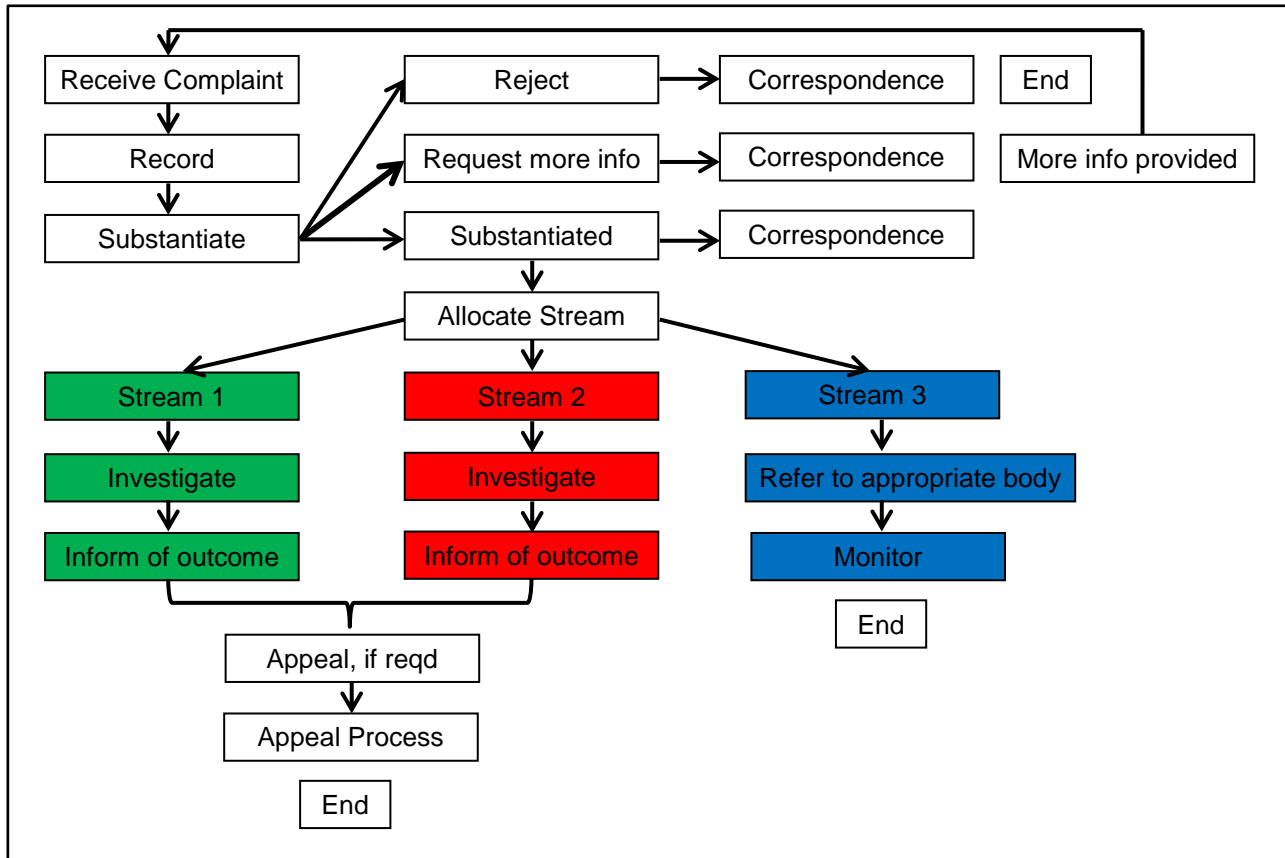 Receive Complaint
Reject
Correspondence
End
Record
Request more info
Correspondence
More info provided
Substantiate
Substantiated
Correspondence
Allocate Stream
Stream 1
Stream 2
Stream 3
Investigate
Investigate
Refer to appropriate body
Inform of outcome
Inform of outcome
Monitor
End
Appeal, if reqd
Appeal Process
End